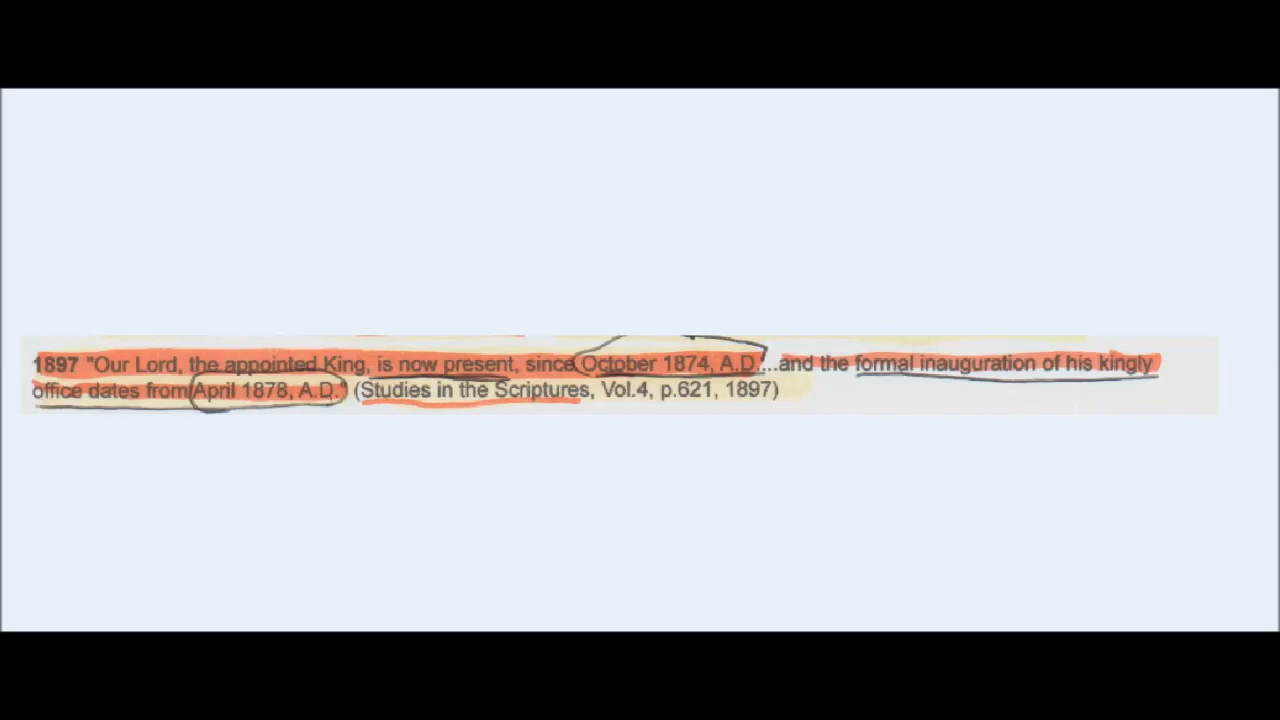 1897 "Our Lord, the appointed King, is now present, since October 1874, A.D....and the formal inauguration of his kingly
office dates from April 1878, A.D." (Studies in the Scriptures, Vol.4, p.621, 1897)